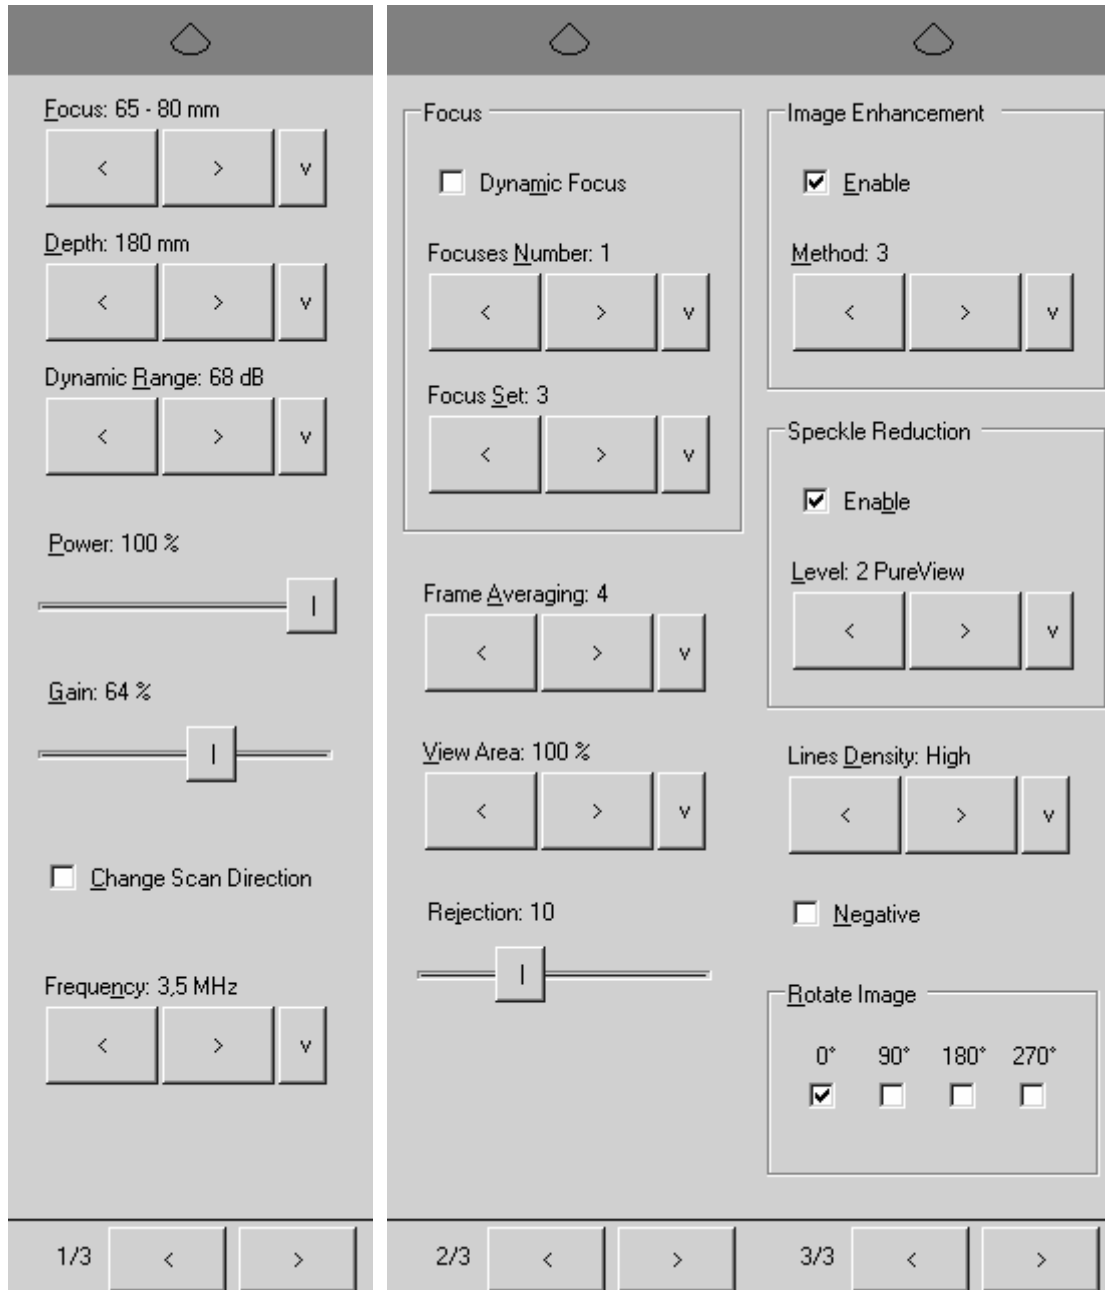 Focus: 65 - 80 mm
< > v
Depth: 180 mm
< > v
Dynamic Range: 68 dB
< > v
Power: 100 %
Gain: 64 %
Change Scan Direction
Frequency: 3,5 MHz
< > v
1/3 < >
Focus
Dynamic Focus
Focuses Number: 1
< > v
Focus Set: 3
< > v
Frame Averaging: 4
< > v
View Area: 100 %
< > v
Rejection: 10
2/3 < >
Image Enhancement
Enable
Method: 3
< > v
Speckle Reduction
Enable
Level: 2 PureView
< > v
Lines Density: High
< > v
Negative
Rotate Image
0° 90° 180° 270°
3/3 < >